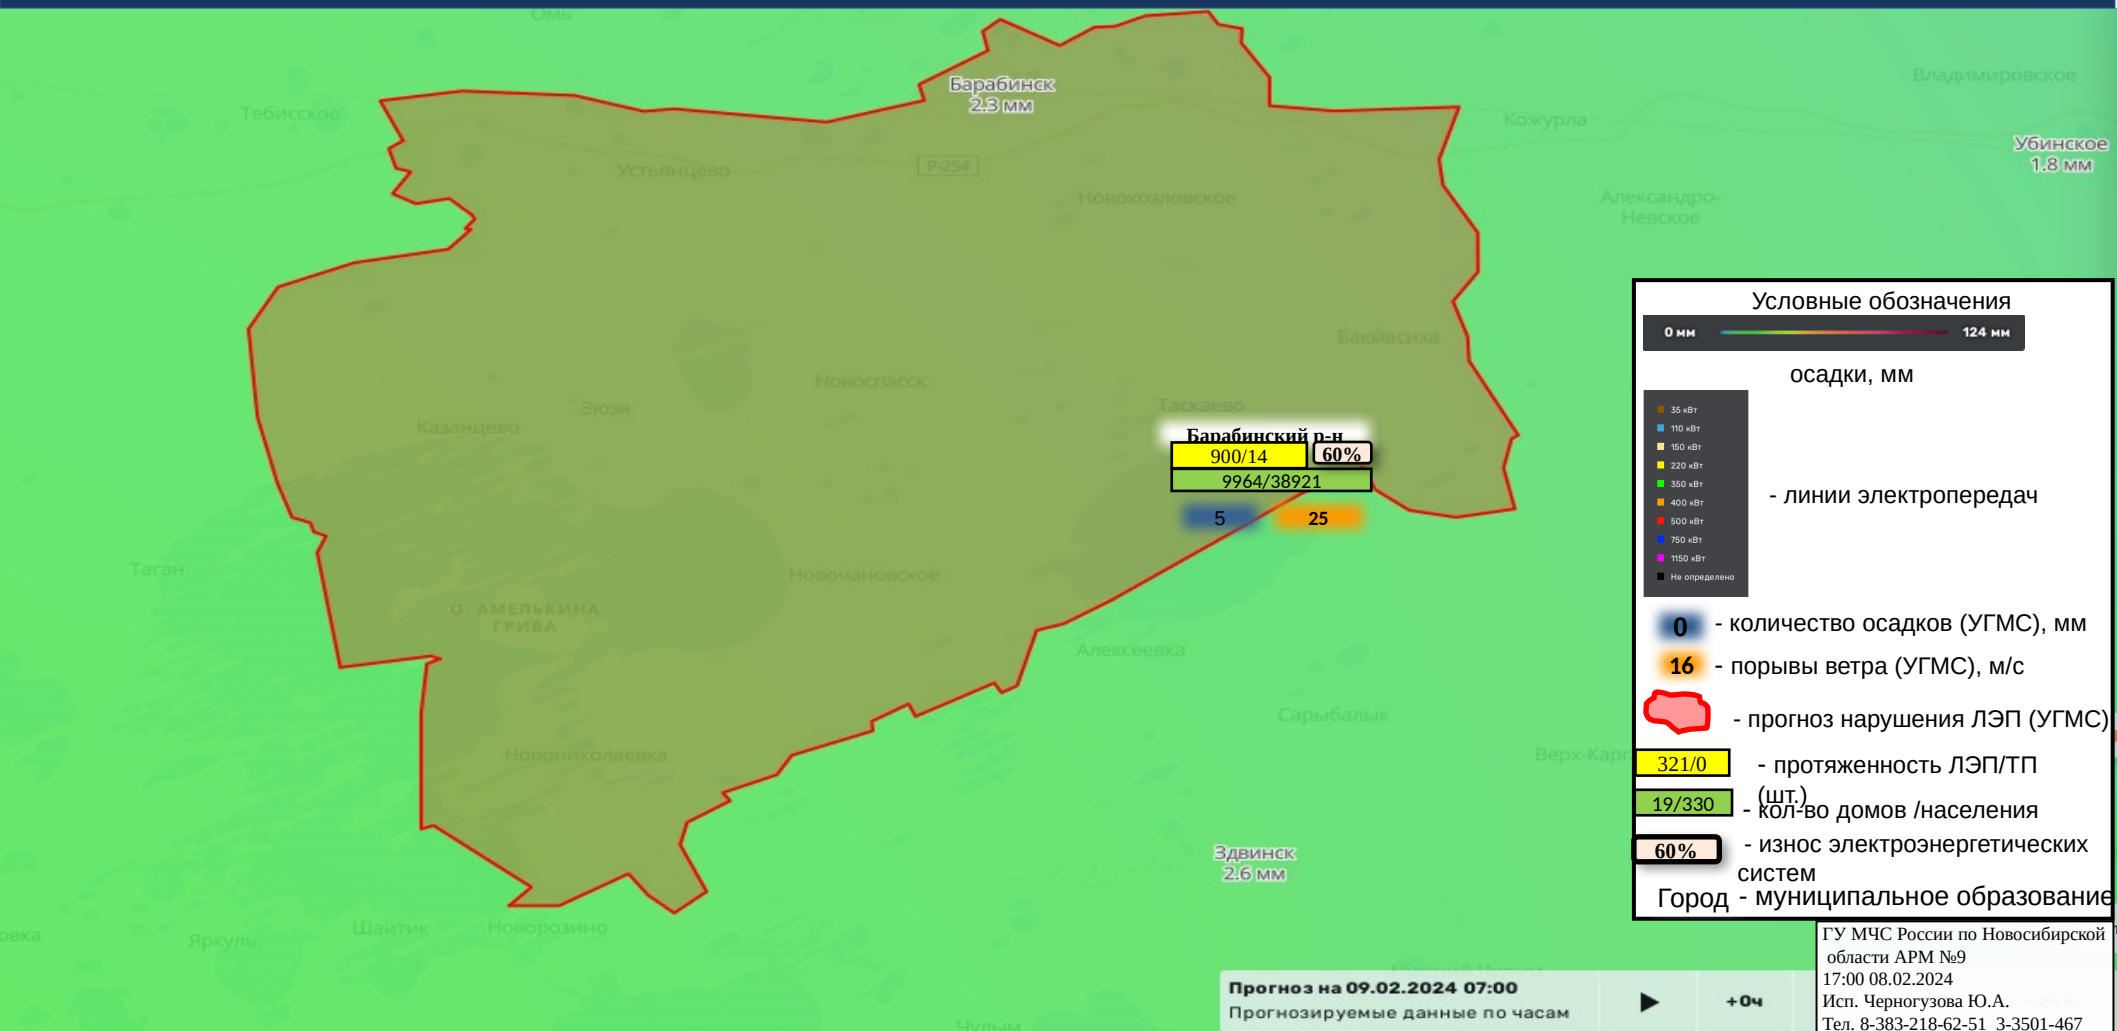 Омь
Барабинск
2.3 мм
Владимировское
Тебисское
Кожурла
Убинское
1.8 мм
Устьянцево
Р-254
Новокозловское
Александро-
Невское
Бакмасиха
Новоспасск
Зюзя
Таскаево
Казанцево
Барабинский р-н
900/14
60%
9964/38921
5
25
Таган
Новочановское
О. АМЕЛЬКИНА
ГРИВА
Алексеевка
Сарыбалык
Новониколаевка
Верх-Карг
Здвинск
2.6 мм
овка
Яркуль
Шайтик
Новорозино
Чулым
Условные обозначения
0 мм
124 мм
осадки, мм
35 кВт
110 кВт
150 кВт
220 кВт
350 кВт
400 кВт
500 кВт
750 кВт
1150 кВт
Не определено
- линии электропередач
0 - количество осадков (УГМС), мм
16 - порывы ветра (УГМС), м/с
- прогноз нарушения ЛЭП (УГМС)
321/0 - протяженность ЛЭП/ТП
(шт.)
19/330 - кол-во домов /населения
60% - износ электроэнергетических
систем
Город - муниципальное образование
Прогноз на 09.02.2024 07:00
Прогнозируемые данные по часам
+0ч
ГУ МЧС России по Новосибирской
области АРМ №9
17:00 08.02.2024
Исп. Черногузова Ю.А.
Тел. 8-383-218-62-51 3-3501-467